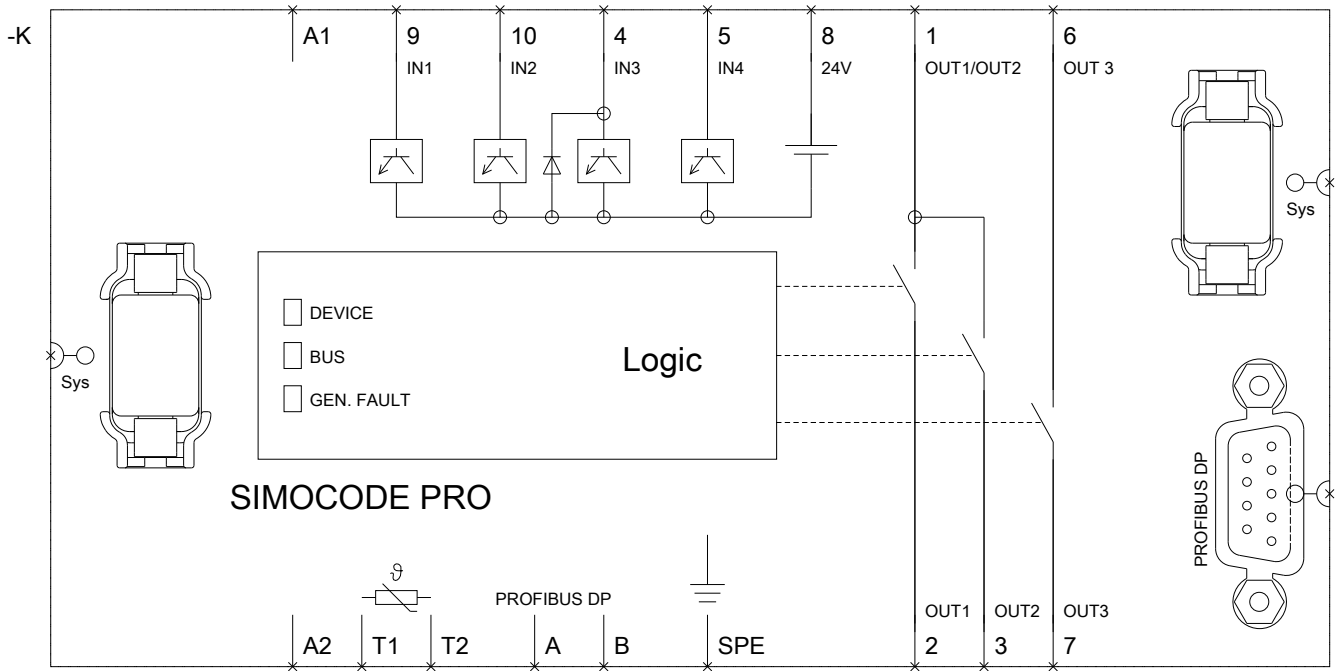 -K
A1 9 10 4 5 8 1 6
IN1 IN2 IN3 IN4 24V OUT1/OUT2 OUT 3
Sys
DEVICE
BUS
GEN. FAULT
Logic
Sys
SIMOCODE PRO
PROFIBUS DP
ϑ
PROFIBUS DP
OUT1 OUT2 OUT3
A2 T1 T2 A B SPE 2 3 7